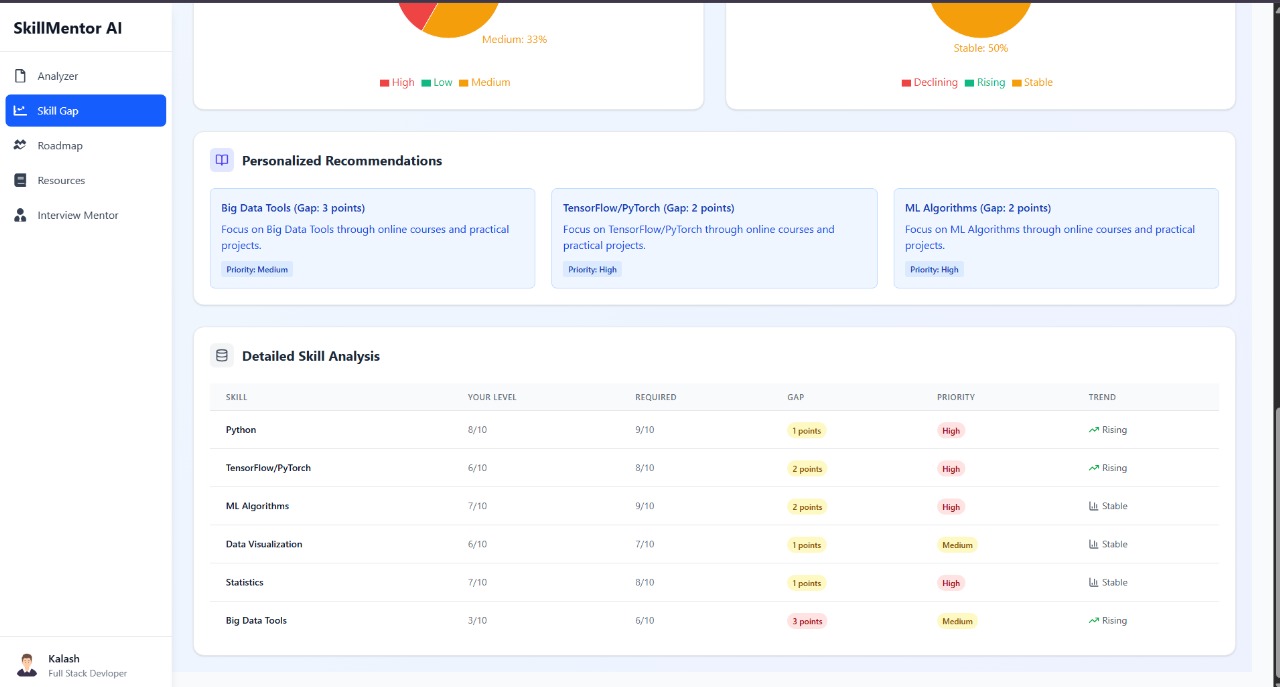 SkillMentor AI
Analyzer
Skill Gap
Roadmap
Resources
Interview Mentor
Kalash
Full Stack Devloper
Medium: 33%
High Low Medium
Stable: 50%
Declining Rising Stable
Personalized Recommendations
Big Data Tools (Gap: 3 points)
Focus on Big Data Tools through online courses and practical
projects.
Priority: Medium
TensorFlow/PyTorch (Gap: 2 points)
Focus on TensorFlow/PyTorch through online courses and
practical projects.
Priority: High
ML Algorithms (Gap: 2 points)
Focus on ML Algorithms through online courses and practical
projects.
Priority: High
Detailed Skill Analysis
SKILL YOUR LEVEL REQUIRED GAP PRIORITY TREND
Python 8/10 9/10 1 points High Rising
TensorFlow/PyTorch 6/10 8/10 2 points High Rising
ML Algorithms 7/10 9/10 2 points High Stable
Data Visualization 6/10 7/10 1 points Medium Stable
Statistics 7/10 8/10 1 points High Stable
Big Data Tools 3/10 6/10 3 points Medium Rising